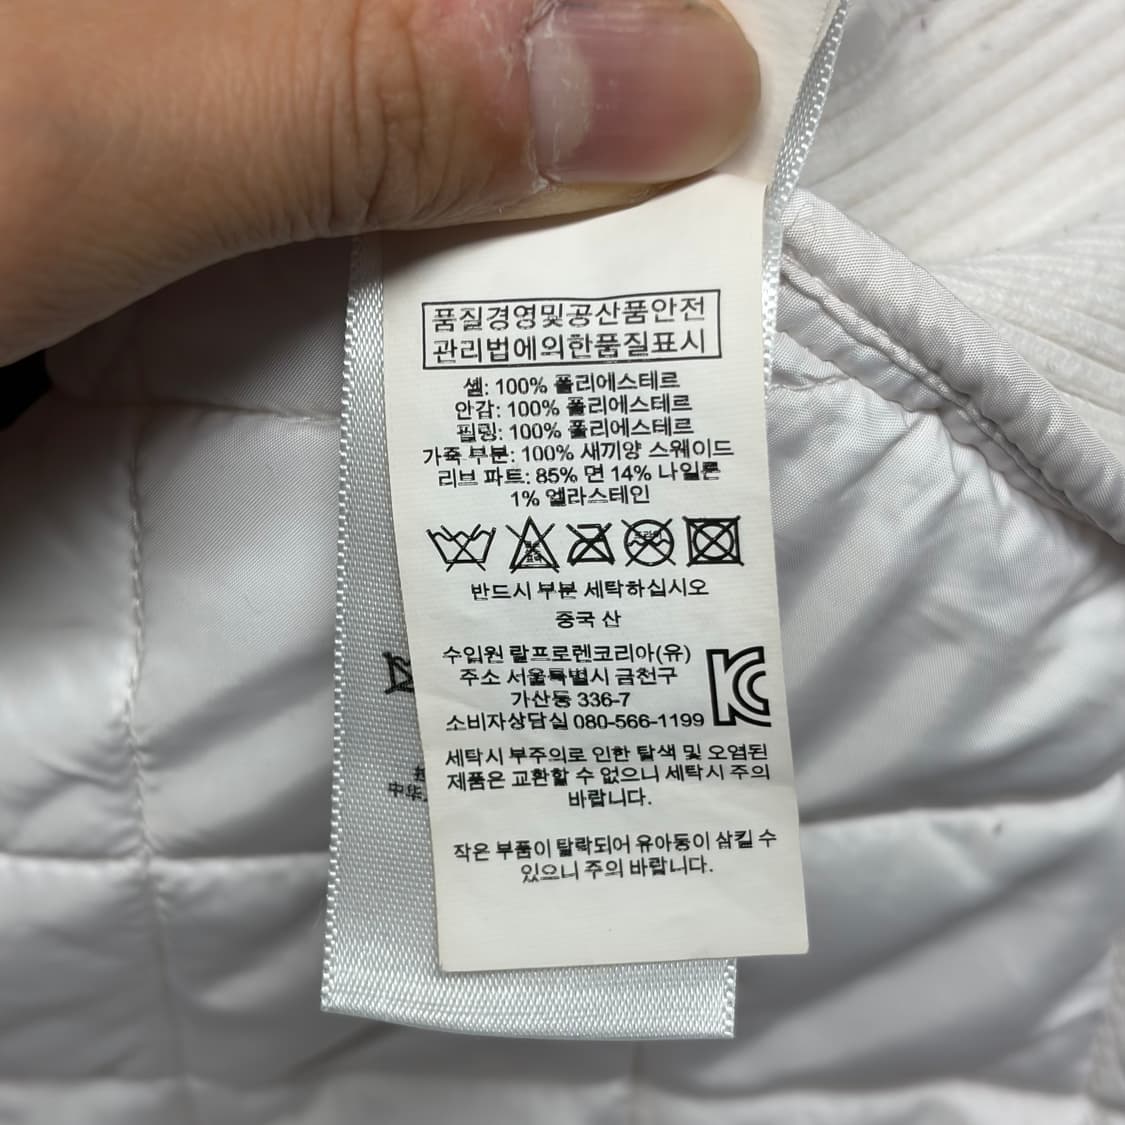 품질경영및공산품안전
관리법에의한품질표시
셸: 100% 폴리에스테르
안감: 100% 폴리에스테르
필링: 100% 폴리에스테르
가죽 부분: 100% 새끼양 스웨이드
리브 파트: 85% 면 14% 나일론
1% 엘라스테인
반드시 부분 세탁하십시오
중국 산
수입원 랄프로렌코리아(유)
주소 서울특별시 금천구
가산동 336-7
소비자상담실 080-566-1199
세탁시 부주의로 인한 탈색 및 오염된
제품은 교환할 수 없으니 세탁시 주의
바랍니다.
작은 부품이 탈락되어 유아동이 삼킬 수
있으니 주의 바랍니다.
中华